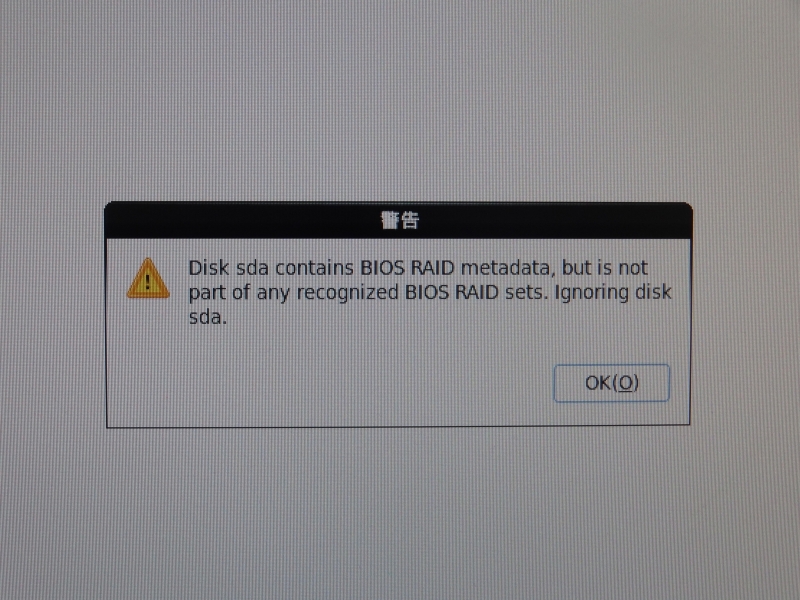 警告
Disk sda contains BIOS RAID metadata, but is not
part of any recognized BIOS RAID sets. Ignoring disk
sda.
OK(O)